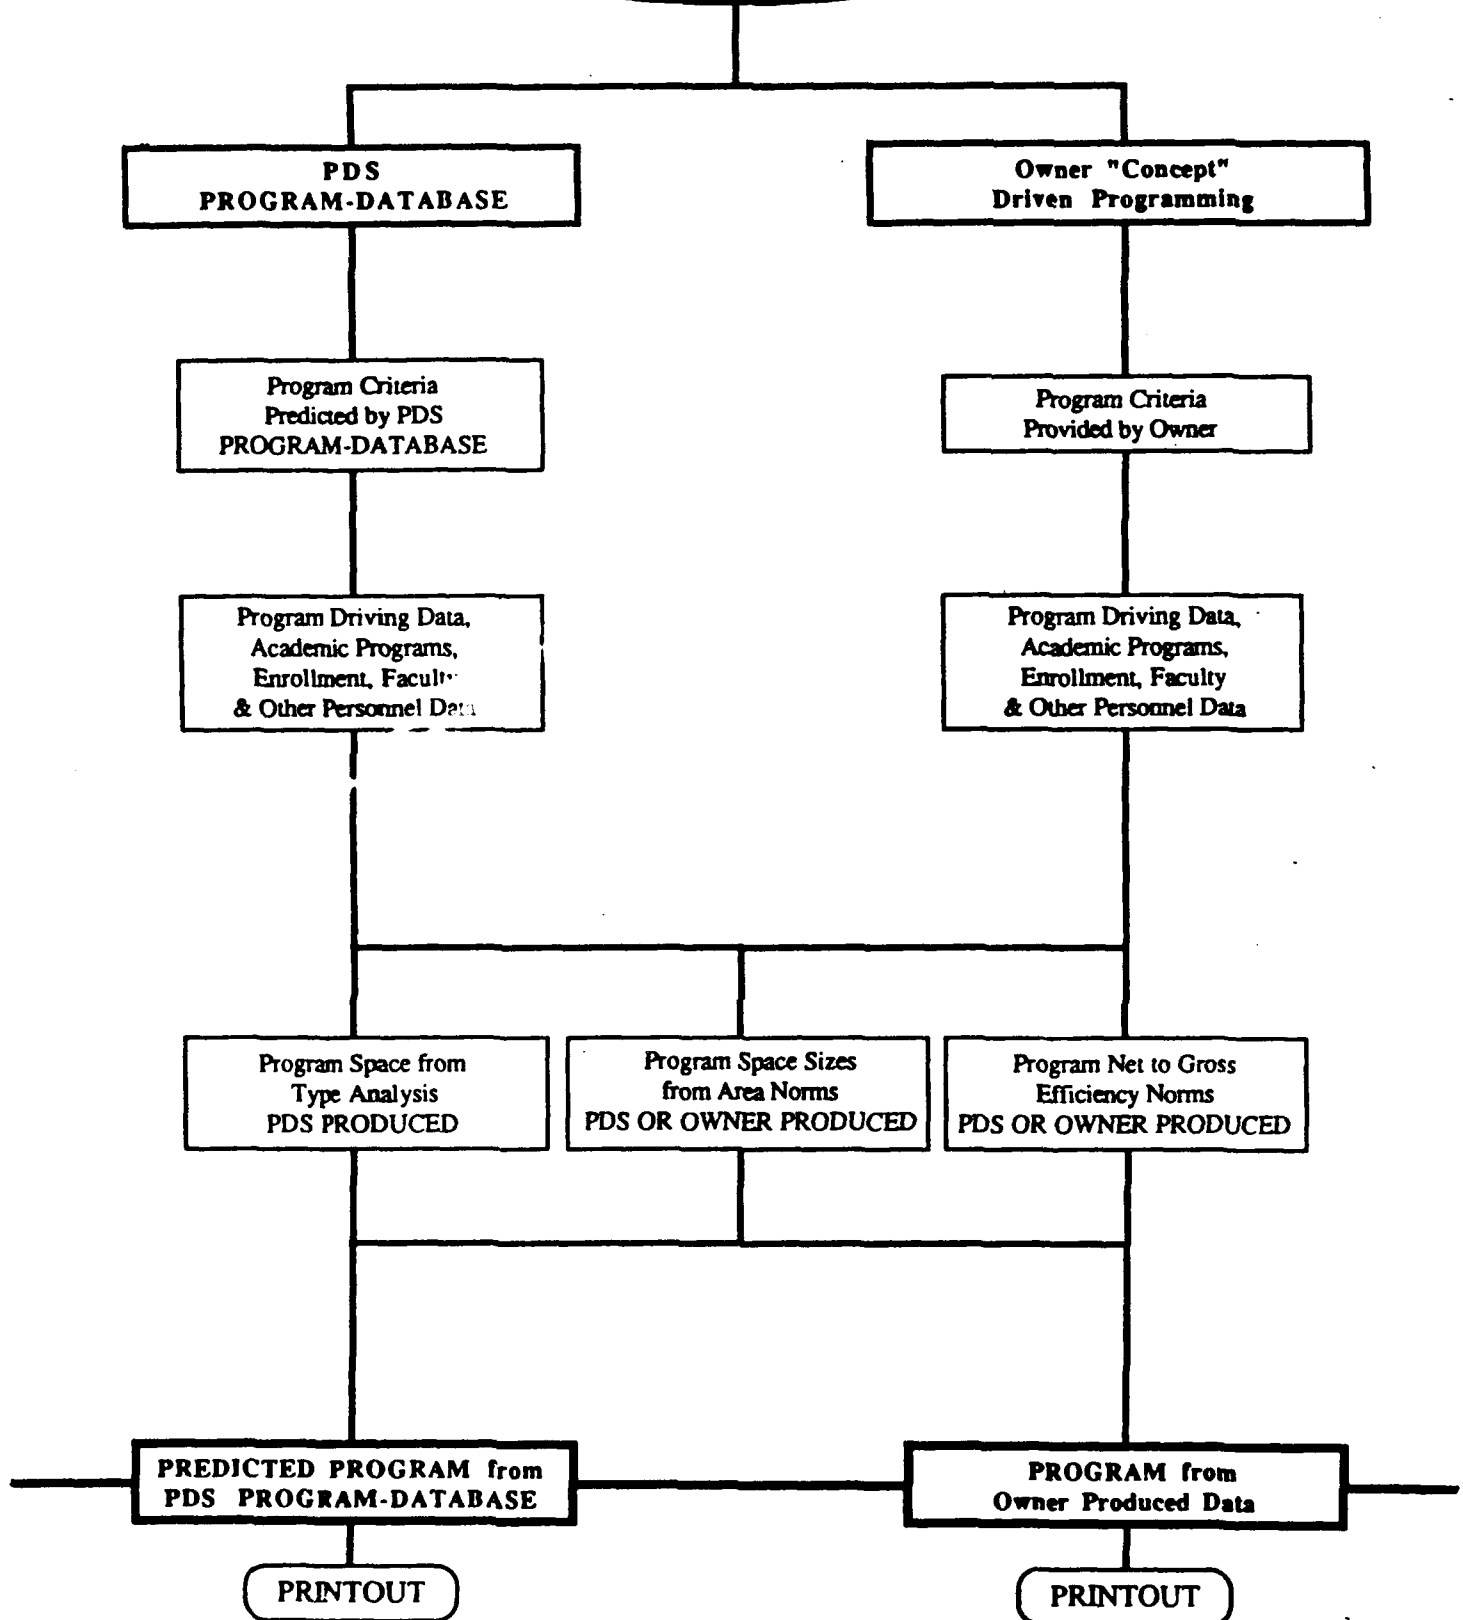 PDS
PROGRAM-DATABASE
Owner "Concept"
Driven Programming
Program Criteria
Predicted by PDS
PROGRAM-DATABASE
Program Criteria
Provided by Owner
Program Driving Data,
Academic Programs,
Enrollment, Faculty
& Other Personnel Data
Program Driving Data,
Academic Programs,
Enrollment, Faculty
& Other Personnel Data
Program Space from
Type Analysis
PDS PRODUCED
Program Space Sizes
from Area Norms
PDS OR OWNER PRODUCED
Program Net to Gross
Efficiency Norms
PDS OR OWNER PRODUCED
PREDICTED PROGRAM from
PDS PROGRAM-DATABASE
PROGRAM from
Owner Produced Data
PRINTOUT
PRINTOUT